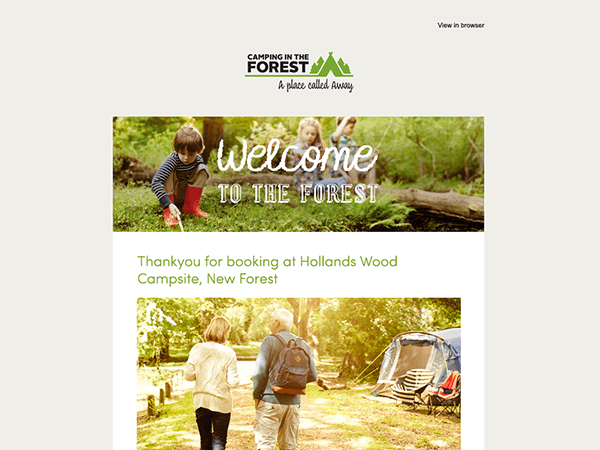 View in browser
CAMPING IN THE
FOREST
A place called Away
Welcome
TO THE FOREST
Thankyou for booking at Hollands Wood
Campsite, New Forest